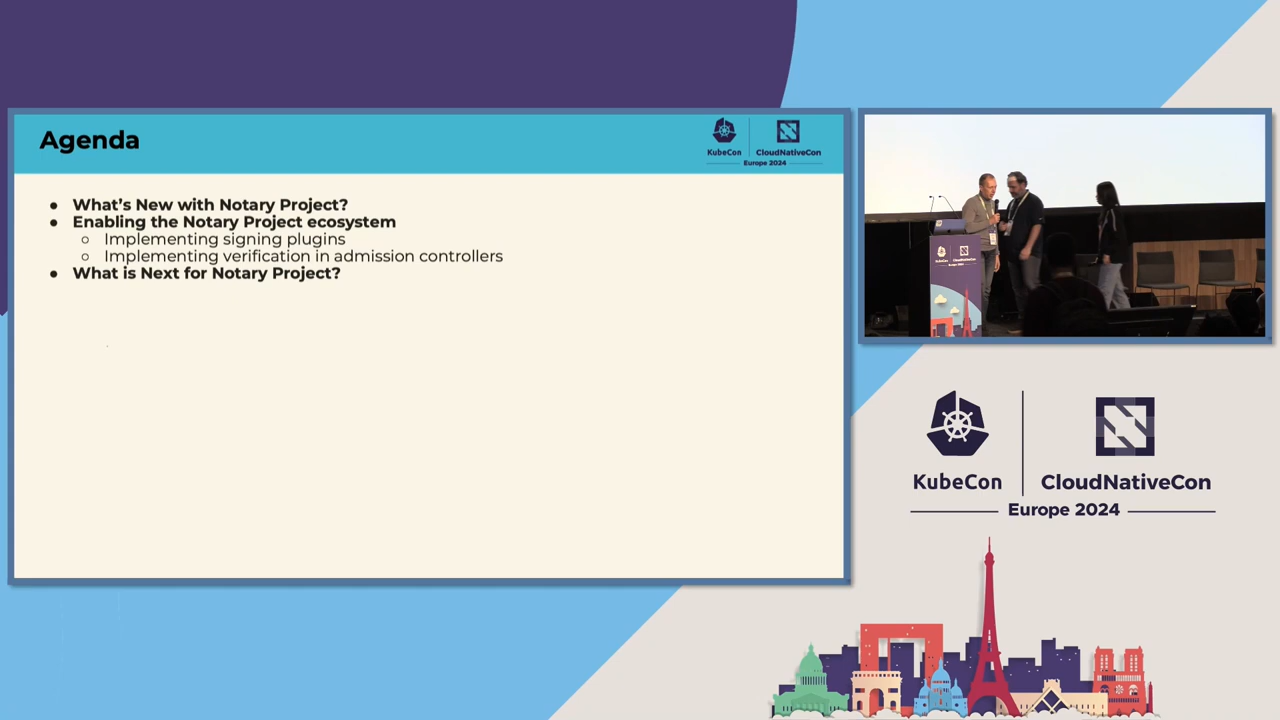 Agenda
KubeCon
CloudNativeCon
Europe 2024
● What’s New with Notary Project?
● Enabling the Notary Project ecosystem
○ Implementing signing plugins
○ Implementing verification in admission controllers
● What is Next for Notary Project?
KubeCon
CloudNativeCon
Europe 2024